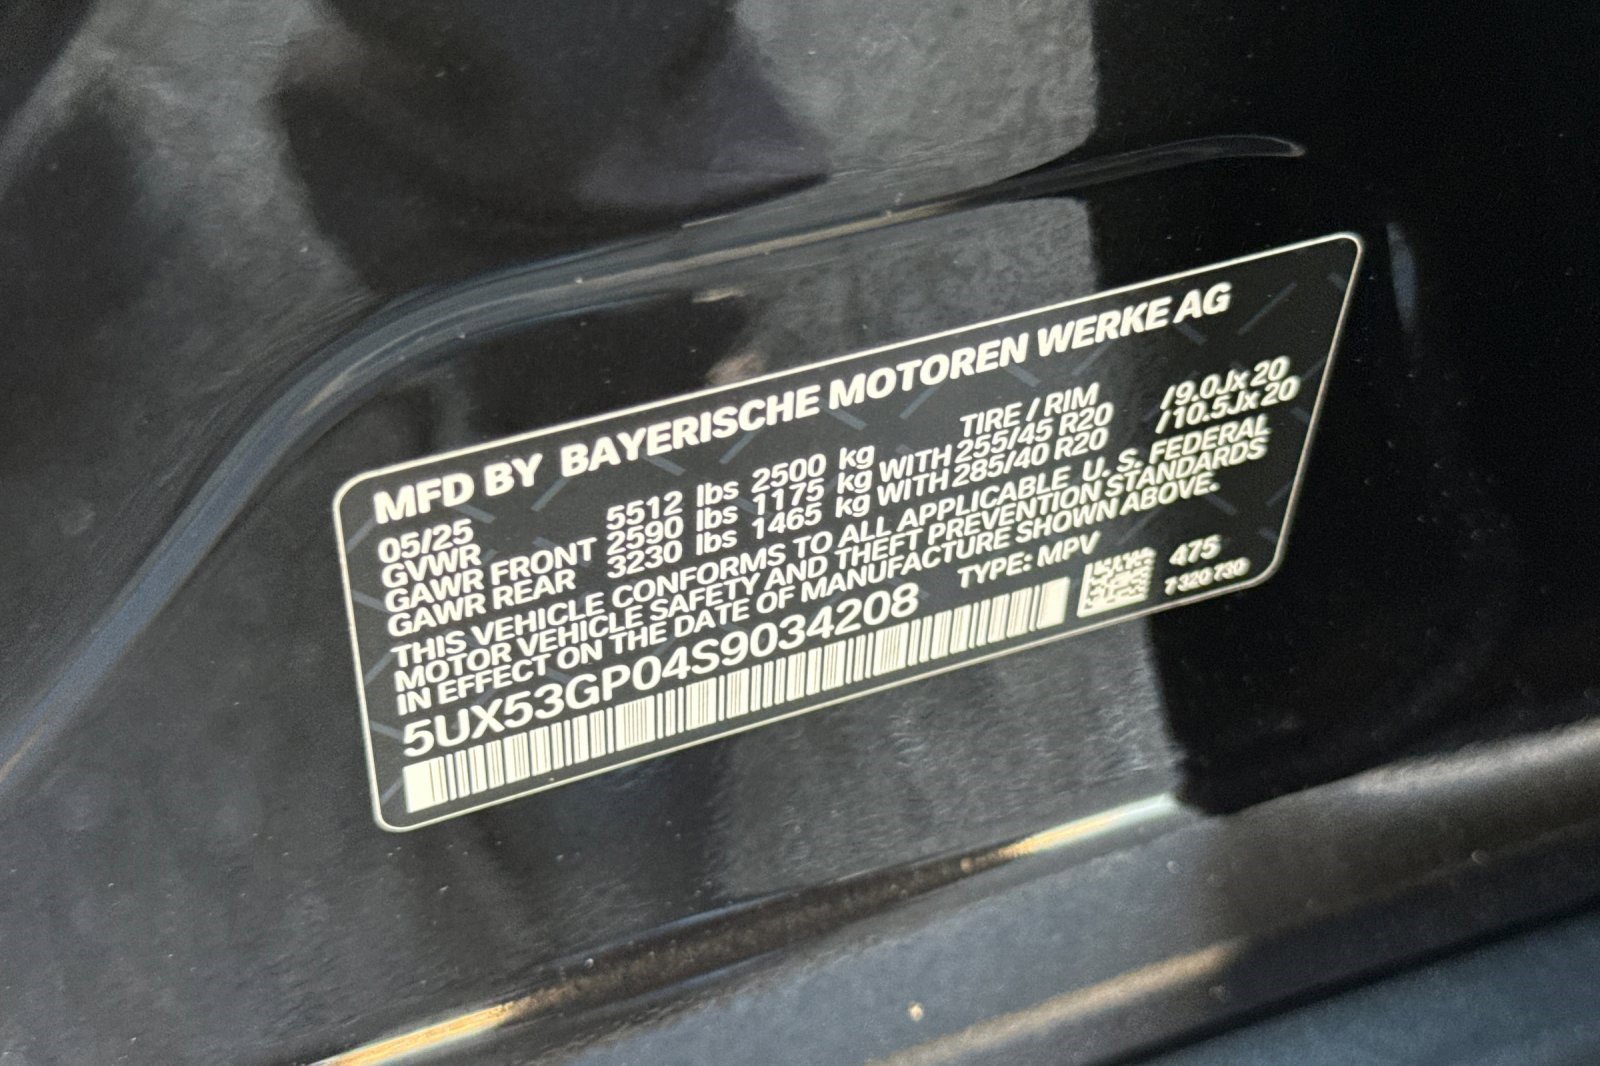 MFD BY BAYERISCHE MOTOREN WERKE AG
05/25 TIRE / RIM
GVWR 5512 lbs 2500 kg
GAWR FRONT 2590 lbs 1175 kg WITH 255/45 R20 /9.0Jx20
GAWR REAR 3230 lbs 1465 kg WITH 285/40 R20 /10.5Jx20
THIS VEHICLE CONFORMS TO ALL APPLICABLE U. S. FEDERAL
MOTOR VEHICLE SAFETY AND THEFT PREVENTION STANDARDS
IN EFFECT ON THE DATE OF MANUFACTURE SHOWN ABOVE.
5UX53GP04S9034208 TYPE: MPV 475
7 320 730